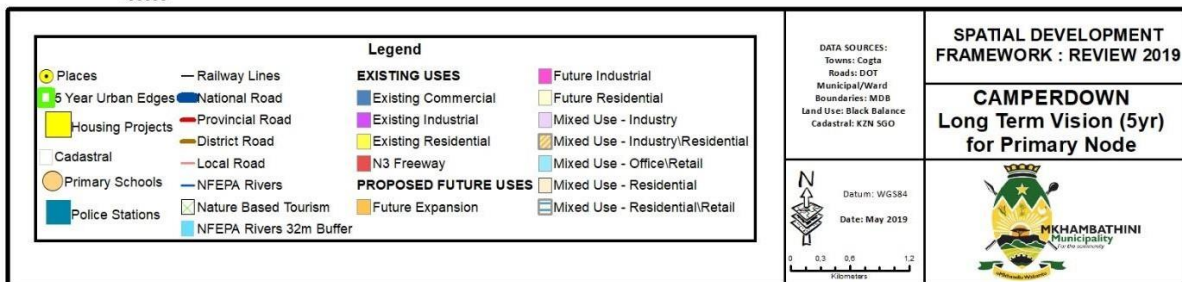 Legend
Places
5 Year Urban Edges
Housing Projects
Cadastral
Primary Schools
Police Stations
Railway Lines
National Road
Provincial Road
District Road
Local Road
NFEPA Rivers
Nature Based Tourism
NFEPA Rivers 32m Buffer
EXISTING USES
Existing Commercial
Existing Industrial
Existing Residential
N3 Freeway
PROPOSED FUTURE USES
Future Expansion
Future Industrial
Future Residential
Mixed Use - Industry
Mixed Use - Industry\Residential
Mixed Use - Office\Retail
Mixed Use - Residential
Mixed Use - Residential\Retail
DATA SOURCES:
Towns: Cogta
Roads: DOT
Municipal/Ward
Boundaries: MDB
Land Use: Black Balance
Cadastral: KZN SGO
N
Datum: WGS84
Date: May 2019
0 0,3 0,6 1,2
Kilometers
SPATIAL DEVELOPMENT
FRAMEWORK : REVIEW 2019
CAMPERDOWN
Long Term Vision (5yr)
for Primary Node
MKHAMBATHINI
Municipality
For the community